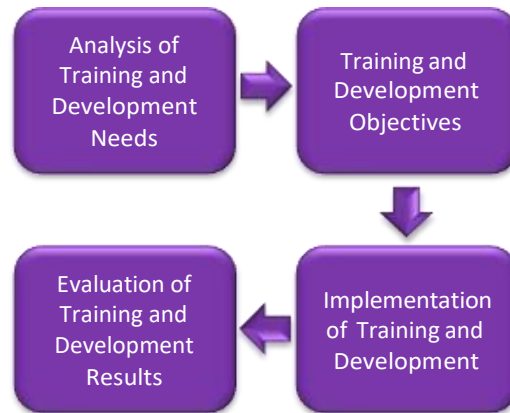 Analysis of
Training and
Development
Needs
Training and
Development
Objectives
Implementation
of Training and
Development
Evaluation of
Training and
Development
Results